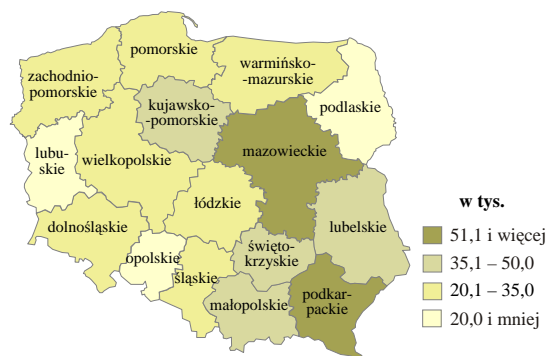 pomorskie
warmińsko-
-mazurskie
zachodnio-
pomorskie
kujawsko-
-pomorskie
podlaskie
lubu-
skie
wielkopolskie
mazowieckie
łódzkie
dolnośląskie
lubelskie
opolskie
święto-
krzyskie
śląskie
małopolskie
podkar-
packie
w tys.
51,1 i więcej
35,1 – 50,0
20,1 – 35,0
20,0 i mniej